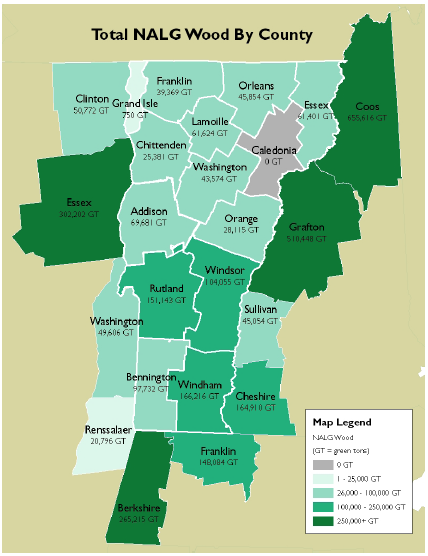 Total NALG Wood By County
Clinton
50,772 GT
Grand Isle
750 GT
Franklin
39,369 GT
Orleans
45,854 GT
Essex
61,401 GT
Coos
655,616 GT
Lamoille
61,624 GT
Caledonia
0 GT
Chittenden
25,381 GT
Washington
43,574 GT
Essex
302,202 GT
Addison
69,681 GT
Orange
28,115 GT
Grafton
510,448 GT
Rutland
151,143 GT
Windsor
104,055 GT
Sullivan
45,054 GT
Washington
49,606 GT
Bennington
97,732 GT
Windham
166,216 GT
Cheshire
164,910 GT
Renssalaer
20,796 GT
Franklin
148,084 GT
Berkshire
265,215 GT
Map Legend
NALG Wood
(GT = green tons)
0 GT
1 - 25,000 GT
26,000 - 100,000 GT
100,000 - 250,000 GT
250,000+ GT